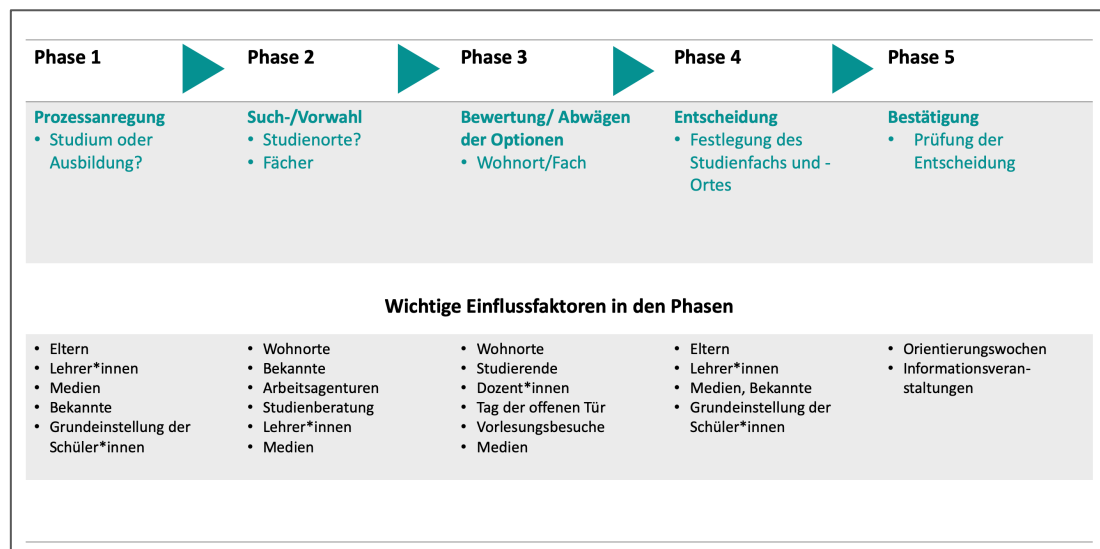 Phase 1
Phase 2
Phase 3
Phase 4
Phase 5
Prozessanregung
• Studium oder
Ausbildung?
Such-/Vorwahl
• Studienorte?
• Fächer
Bewertung/ Abwägen
der Optionen
• Wohnort/Fach
Entscheidung
• Festlegung des
Studienfachs und -
Ortes
Bestätigung
• Prüfung der
Entscheidung
Wichtige Einflussfaktoren in den Phasen
• Eltern
• Lehrer*innen
• Medien
• Bekannte
• Grundeinstellung der
Schüler*innen
• Wohnorte
• Bekannte
• Arbeitsagenturen
• Studienberatung
• Lehrer*innen
• Medien
• Wohnorte
• Studierende
• Dozent*innen
• Tag der offenen Tür
• Vorlesungsbesuche
• Medien
• Eltern
• Lehrer*innen
• Medien, Bekannte
• Grundeinstellung der
Schüler*innen
• Orientierungswochen
• Informationsveran-
staltungen